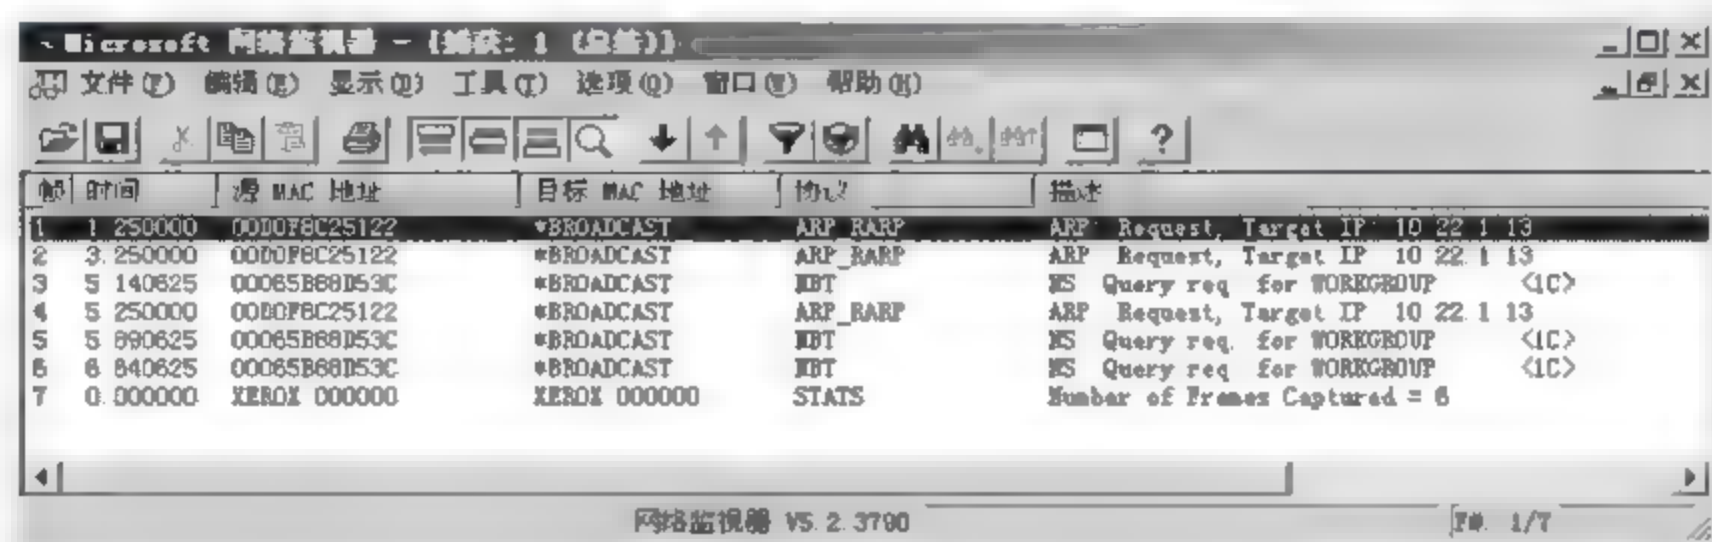 Microsoft 网络监视器 - [捕获: 1 (总结)]
文件(F) 编辑(E) 显示(D) 工具(T) 选项(O) 窗口(W) 帮助(H)
帧 时间 源 MAC 地址 目标 MAC 地址 协议 描述
1 1.250000 00D0F8C25122 *BROADCAST ARP_RARP ARP: Request, Target IP: 10.22.1.13
2 3.250000 00D0F8C25122 *BROADCAST ARP_RARP ARP: Request, Target IP: 10.22.1.13
3 5.140625 00065B68D53C *BROADCAST NBT NS: Query req. for WORKGROUP <1C>
4 5.250000 00D0F8C25122 *BROADCAST ARP_RARP ARP: Request, Target IP: 10.22.1.13
5 5.890625 00065B68D53C *BROADCAST NBT NS: Query req. for WORKGROUP <1C>
6 6.640625 00065B68D53C *BROADCAST NBT NS: Query req. for WORKGROUP <1C>
7 0.000000 XEROX 000000 XEROX 000000 STATS Number of Frames Captured = 6
网络监视器 V5.2.3790 F#: 1/7